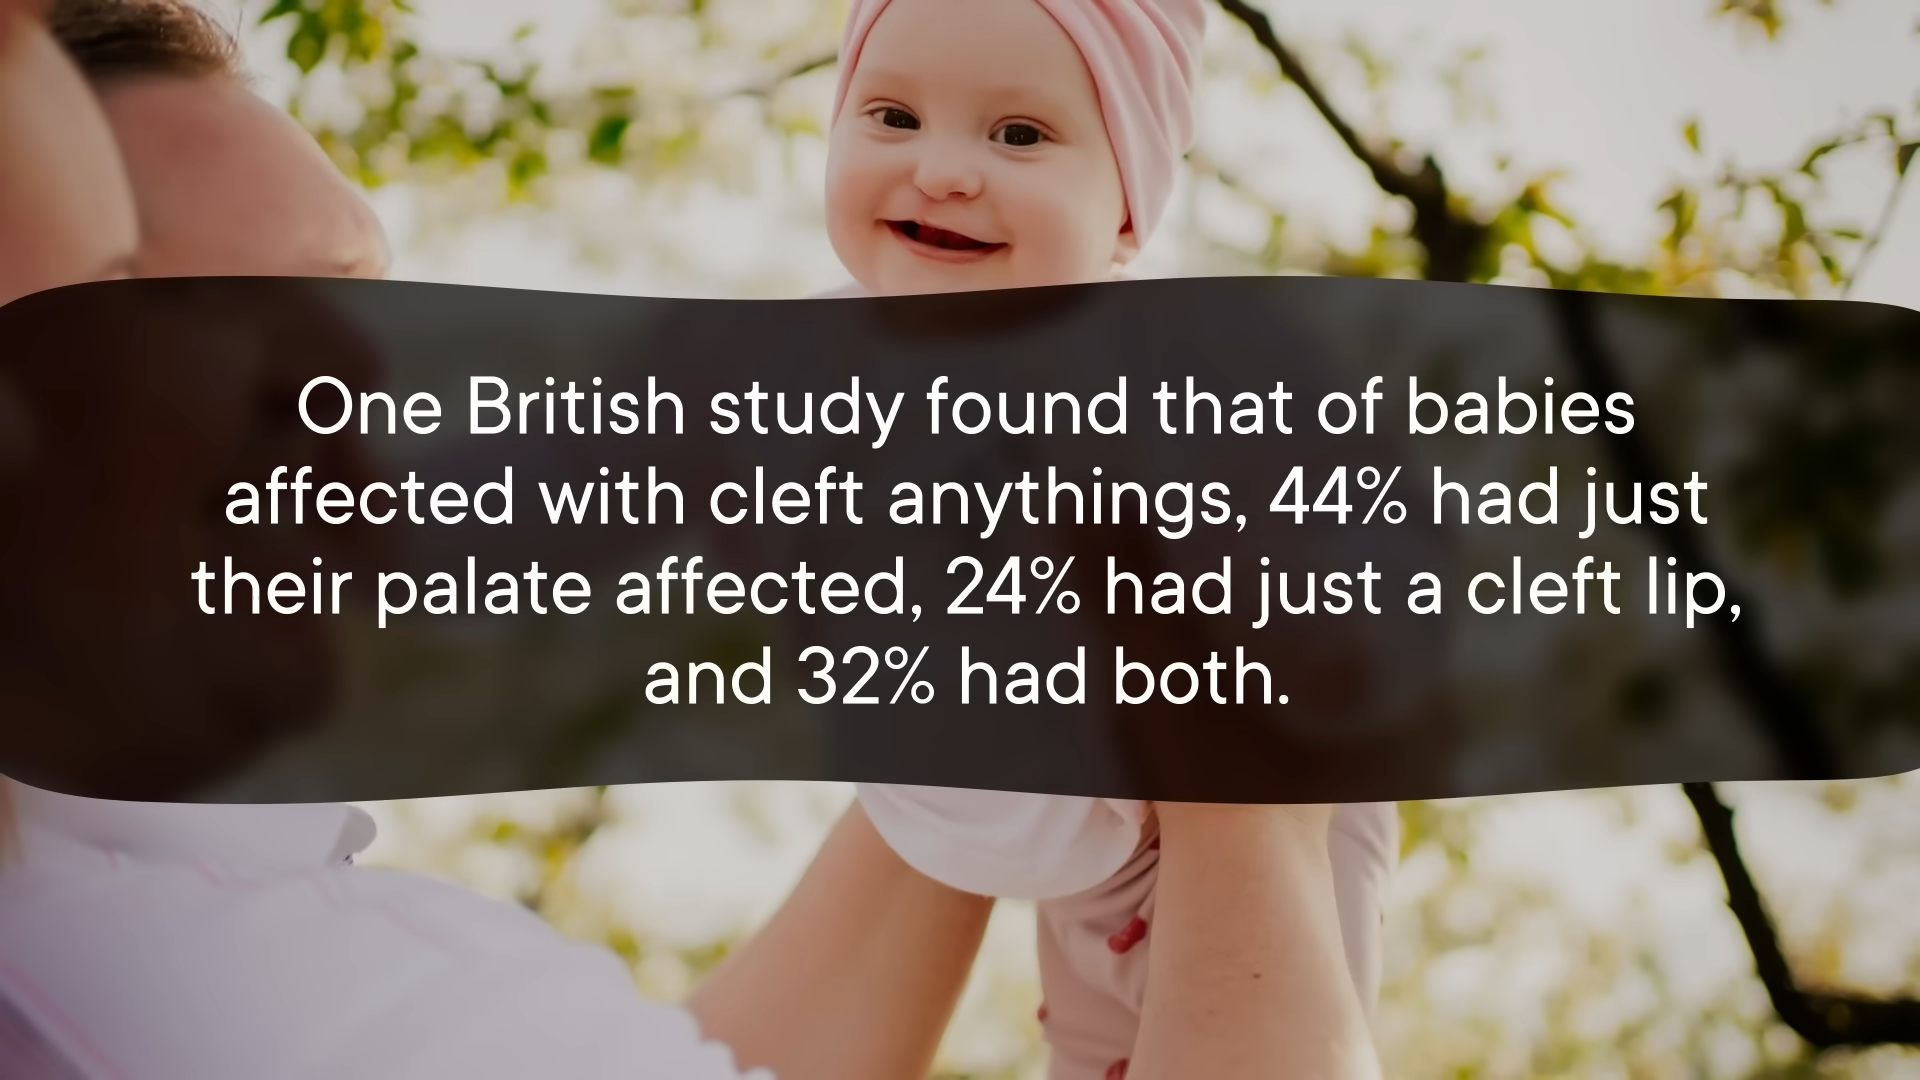 One British study found that of babies
affected with cleft anythings, 44% had just
their palate affected, 24% had just a cleft lip,
and 32% had both.